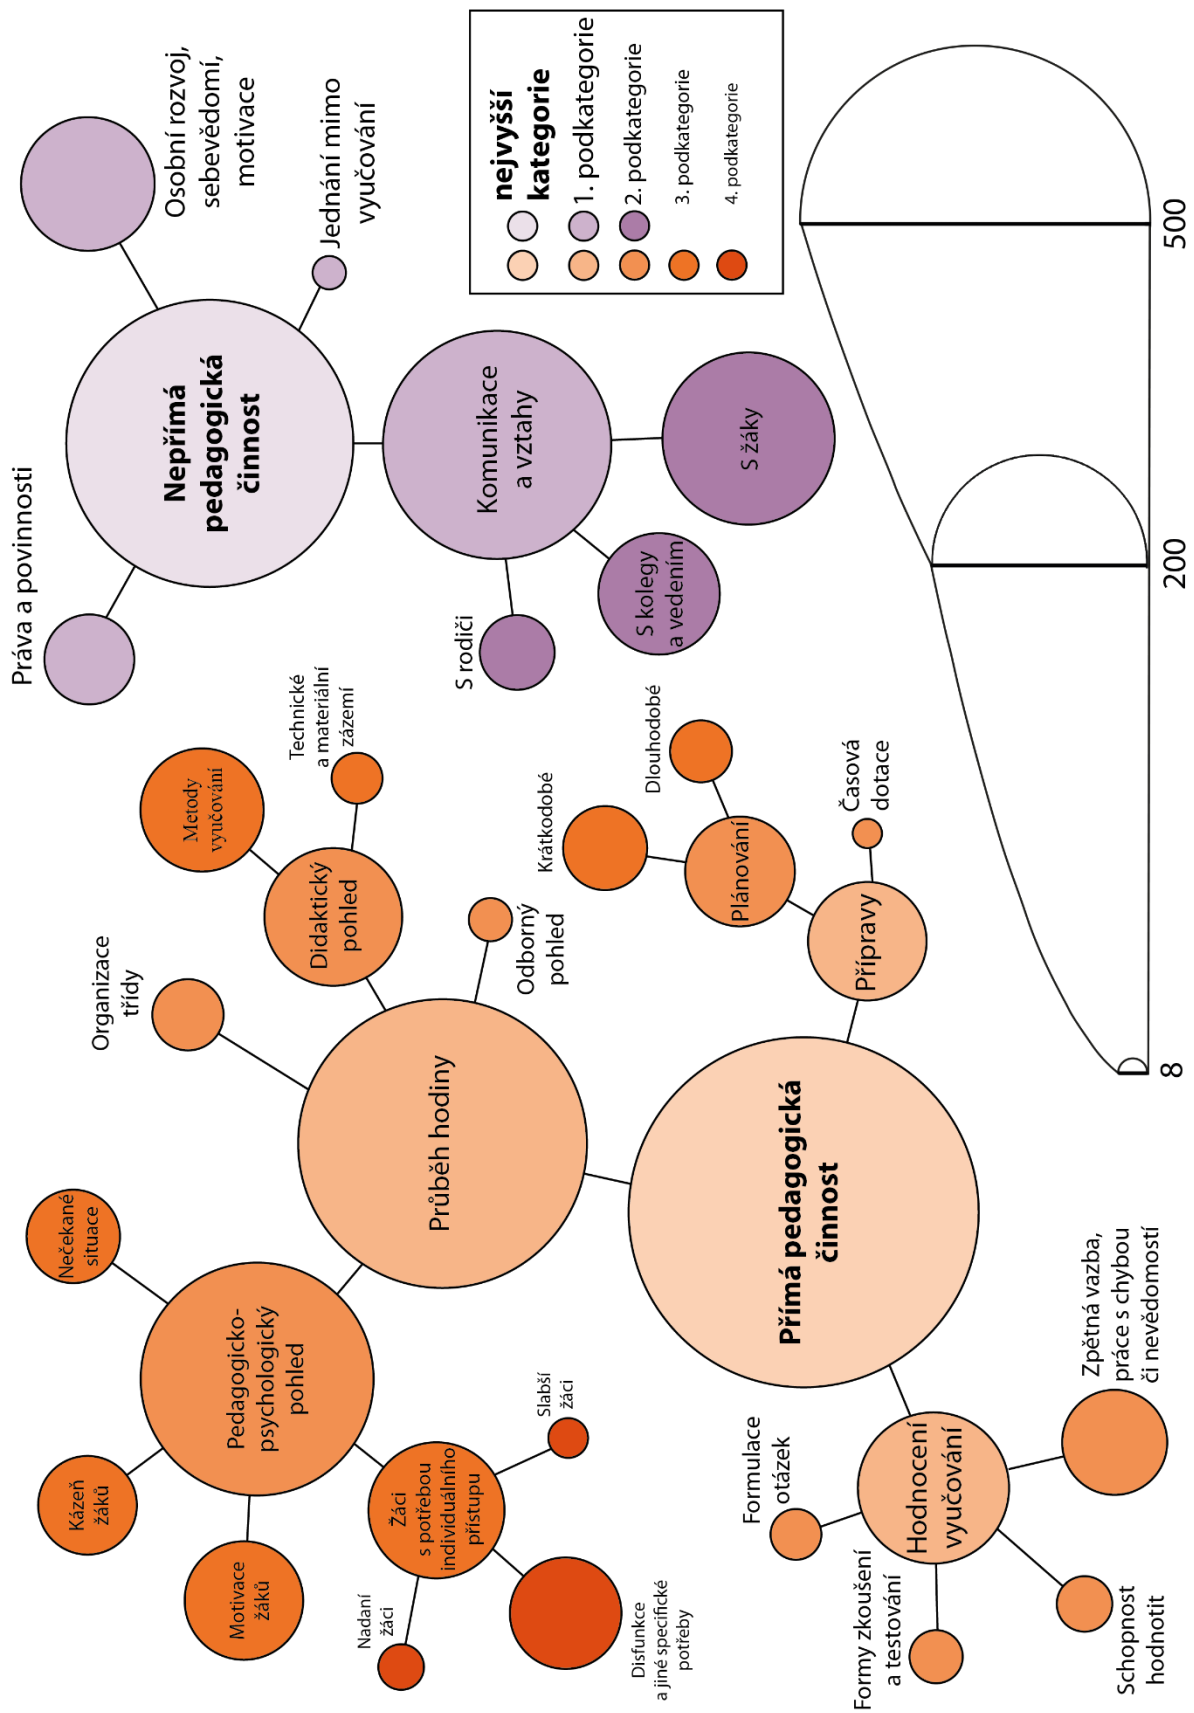 Práva a povinnosti
Nepřímá
pedagogická
činnost
Osobní rozvoj,
sebevědomí,
motivace
Jednání mimo
vyučování
Komunikace
a vztahy
S rodiči
S kolegy
a vedením
S žáky
nejvyšší
kategorie
1. podkategorie
2. podkategorie
3. podkategorie
4. podkategorie
Nečekané
situace
Kázeň
žáků
Motivace
žáků
Pedagogicko-
psychologický
pohled
Žáci
s potřebou
individuálního
přístupu
Nadaní
žáci
Slabší
žáci
Disfunkce
a jiné specifické
potřeby
Organizace
třídy
Průběh hodiny
Metody
vyučování
Didaktický
pohled
Technické
a materiální
zázemí
Odborný
pohled
Krátkodobé
Dlouhodobé
Plánování
Přípravy
Časová
dotace
Přímá pedagogická
činnost
Formulace
otázek
Hodnocení
vyučování
Formy zkoušení
a testování
Schopnost
hodnotit
Zpětná vazba,
práce s chybou
či nevědomostí
8
200
500